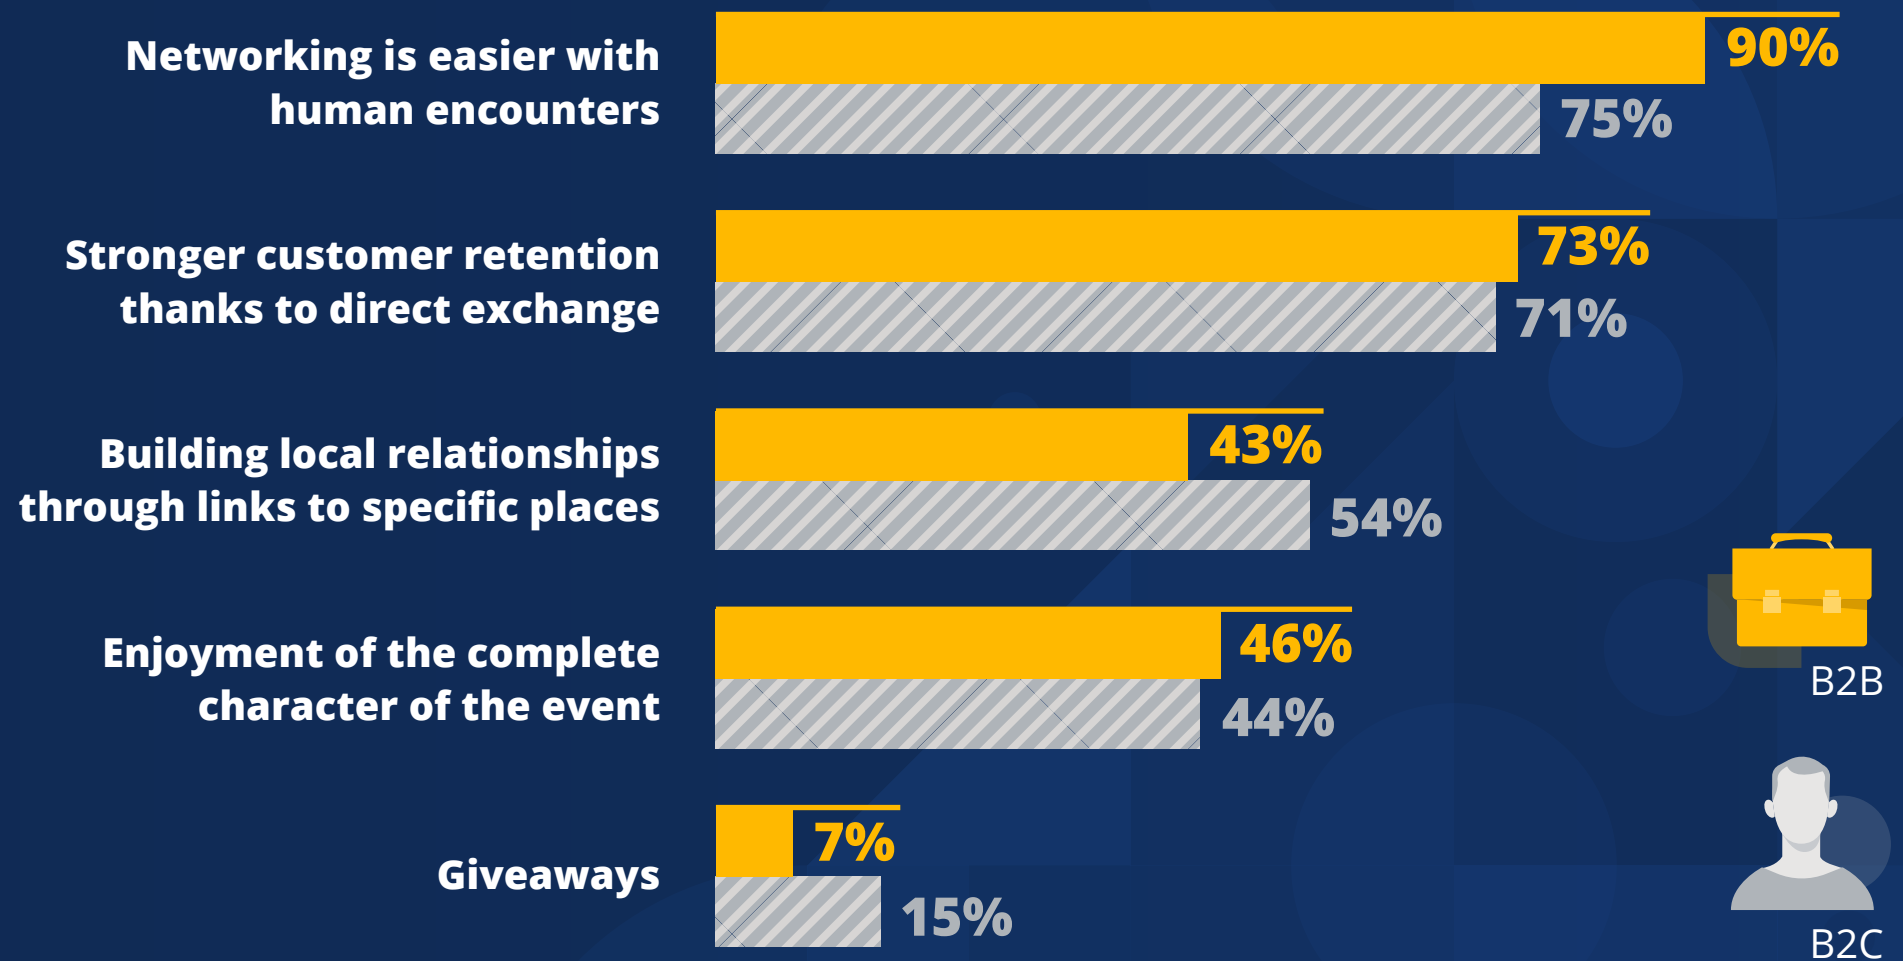 Networking is easier with
human encounters
90%
75%
Stronger customer retention
thanks to direct exchange
73%
71%
Building local relationships
through links to specific places
43%
54%
Enjoyment of the complete
character of the event
46%
44%
Giveaways
7%
15%
B2B
B2C